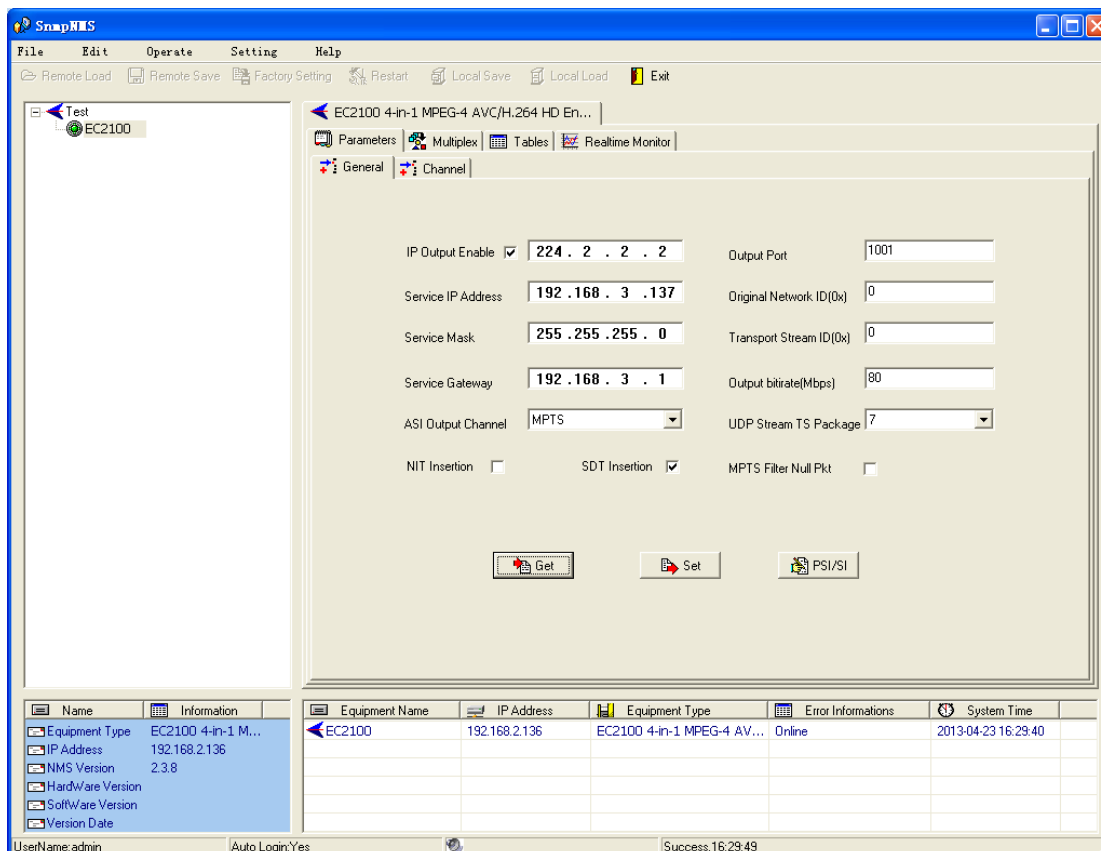 SnmpNMS
File Edit Operate Setting Help
Remote Load Remote Save Factory Setting Restart Local Save Local Load Exit
Test
EC2100
EC2100 4-in-1 MPEG-4 AVC/H.264 HD En...
Parameters Multiplex Tables Realtime Monitor
General Channel
IP Output Enable 224 . 2 . 2 . 2 Output Port 1001
Service IP Address 192 .168 . 3 .137 Original Network ID(0x) 0
Service Mask 255 .255 .255 . 0 Transport Stream ID(0x) 0
Service Gateway 192 .168 . 3 . 1 Output bitirate(Mbps) 80
ASI Output Channel MPTS UDP Stream TS Package 7
NIT Insertion SDT Insertion MPTS Filter Null Pkt
Get Set PSI/SI
Name Information
Equipment Type EC2100 4-in-1 M...
IP Address 192.168.2.136
NMS Version 2.3.8
HardWare Version
SoftWare Version
Version Date
Equipment Name IP Address Equipment Type Error Informations System Time
EC2100 192.168.2.136 EC2100 4-in-1 MPEG-4 AV... Online 2013-04-23 16:29:40
UserName:admin Auto Login:Yes Success,16:29:49